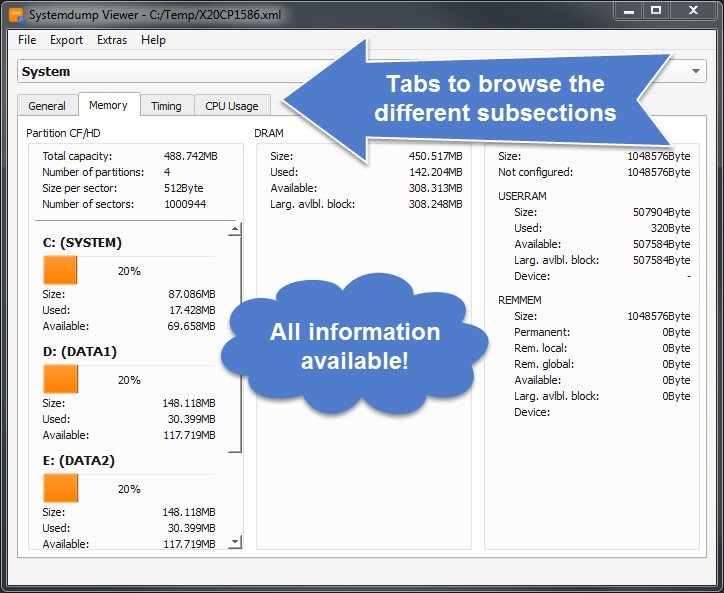 Systemdump Viewer - C:/Temp/X20CP1586.xml
File Export Extras Help
System
Tabs to browse the
different subsections
General Memory Timing CPU Usage
Partition CF/HD
Total capacity: 488.742MB
Number of partitions: 4
Size per sector: 512Byte
Number of sectors: 1000944
C: (SYSTEM)
20%
Size: 87.086MB
Used: 17.428MB
Available: 69.658MB
D: (DATA1)
20%
Size: 148.118MB
Used: 30.399MB
Available: 117.719MB
E: (DATA2)
20%
Size: 148.118MB
Used: 30.399MB
Available: 117.719MB
DRAM
Size: 450.517MB
Used: 142.204MB
Available: 308.313MB
Larg. avlbl. block: 308.248MB
All information
available!
Size: 1048576Byte
Not configured: 1048576Byte
USERRAM
Size: 507904Byte
Used: 320Byte
Available: 507584Byte
Larg. avlbl. block: 507584Byte
Device: -
REMMEM
Size: 1048576Byte
Permanent: 0Byte
Rem. local: 0Byte
Rem. global: 0Byte
Available: 0Byte
Larg. avlbl. block: 0Byte
Device: